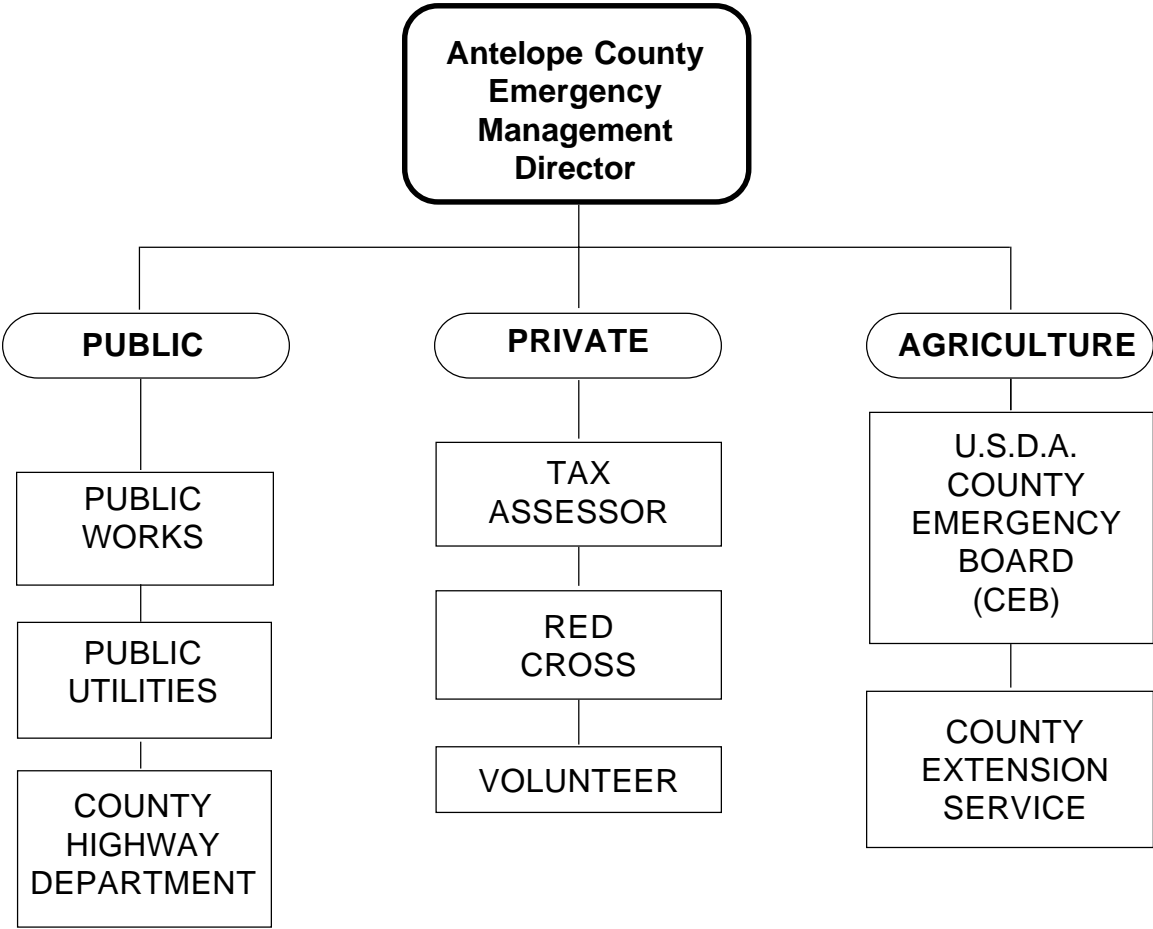 Antelope County
Emergency
Management
Director
PUBLIC
PRIVATE
AGRICULTURE
PUBLIC
WORKS
PUBLIC
UTILITIES
COUNTY
HIGHWAY
DEPARTMENT
TAX
ASSESSOR
RED
CROSS
VOLUNTEER
U.S.D.A.
COUNTY
EMERGENCY
BOARD
(CEB)
COUNTY
EXTENSION
SERVICE